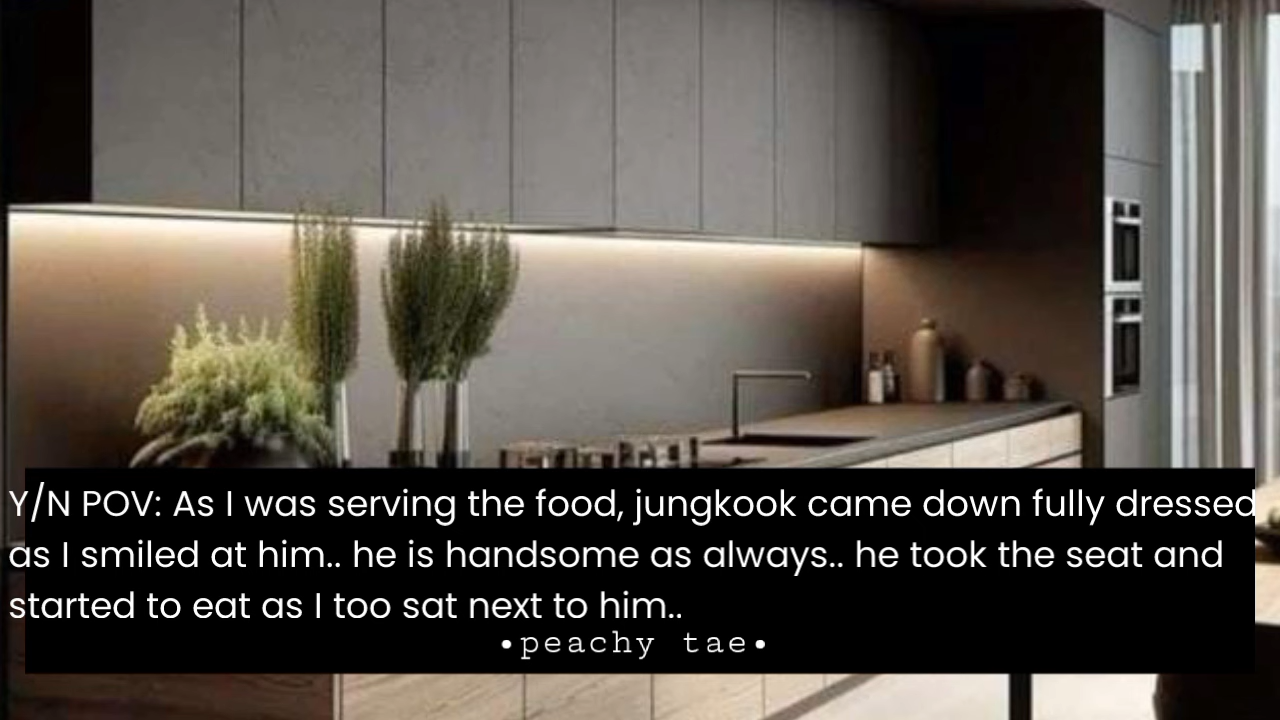 Y/N POV: As I was serving the food, jungkook came down fully dressed
as I smiled at him.. he is handsome as always.. he took the seat and
started to eat as I too sat next to him..
•peachy tae•